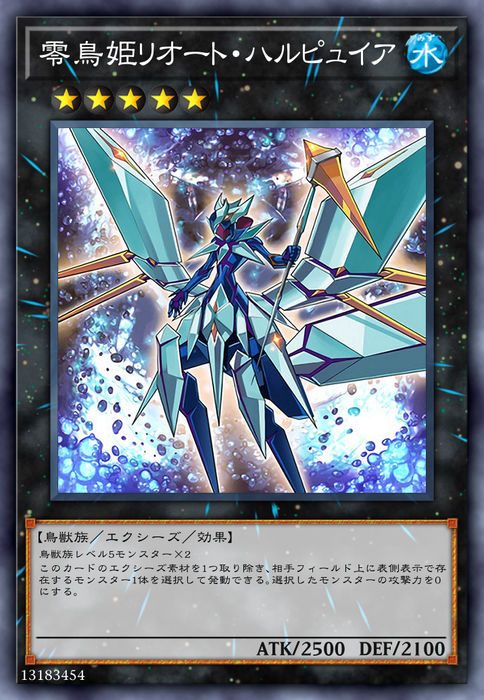 零鳥姫リオート・ハルピュイア
みず
水
【鳥獣族／エクシーズ／効果】
鳥獣族レベル5モンスター×2
このカードのエクシーズ素材を1つ取り除き、相手フィールド上に表側表示で存
在するモンスター1体を選択して発動できる。選択したモンスターの攻撃力を0
にする。
ATK/2500 DEF/2100
13183454